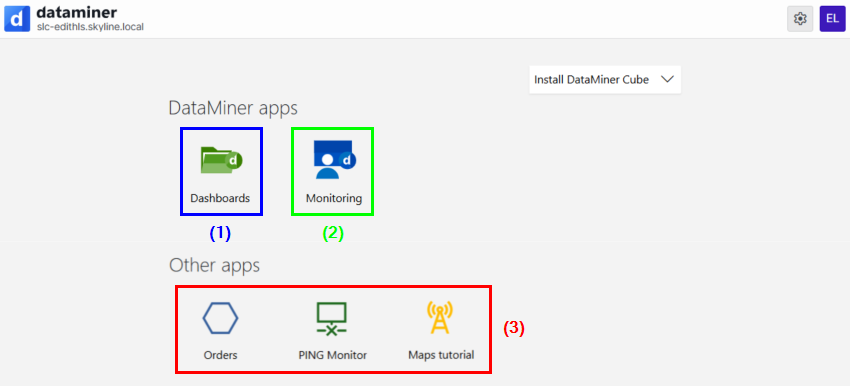 dataminer
slc-edithls.skyline.local
EL
Install DataMiner Cube
DataMiner apps
Dashboards
Monitoring
(1)
(2)
Other apps
Orders
PING Monitor
Maps tutorial
(3)